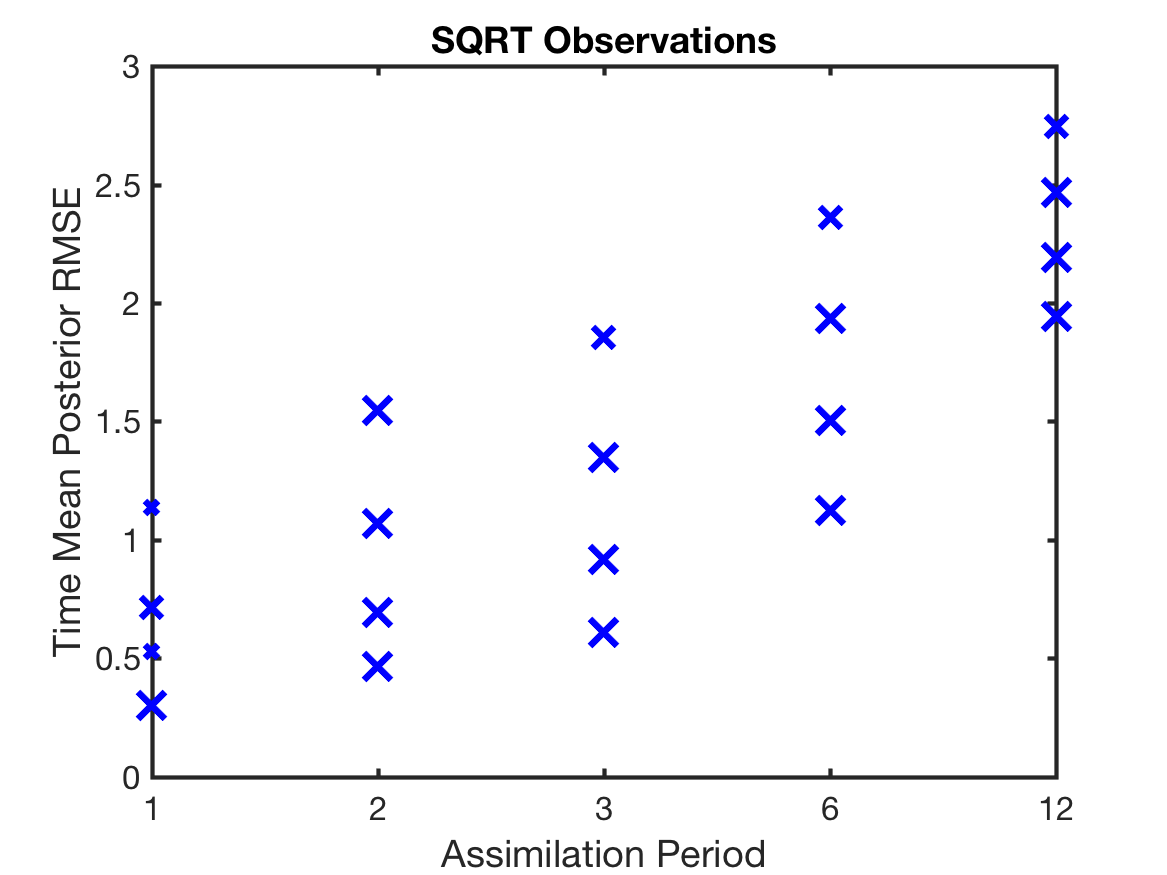 SQRT Observations
Time Mean Posterior RMSE
3
2.5
2
1.5
1
0.5
0
1 2 3 6 12
Assimilation Period